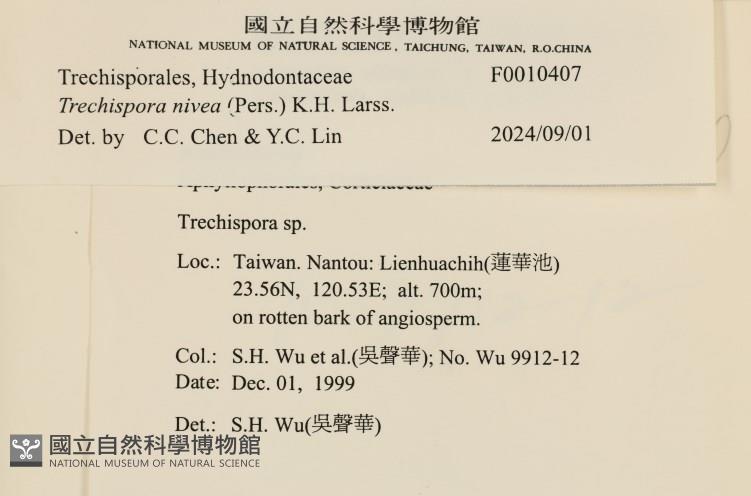 國立自然科學博物館
NATIONAL MUSEUM OF NATURAL SCIENCE, TAICHUNG, TAIWAN, R.O.CHINA
Trechisporales, Hydnodontaceae F0010407
Trechispora nivea (Pers.) K.H. Larss.
Det. by C.C. Chen & Y.C. Lin 2024/09/01
Aphyllophorales, Corticiaceae
Trechispora sp.
Loc.: Taiwan. Nantou: Lienhuachih(蓮華池)
23.56N, 120.53E; alt. 700m;
on rotten bark of angiosperm.
Col.: S.H. Wu et al.(吳聲華); No. Wu 9912-12
Date: Dec. 01, 1999
Det.: S.H. Wu(吳聲華)
國立自然科學博物館
NATIONAL MUSEUM OF NATURAL SCIENCE